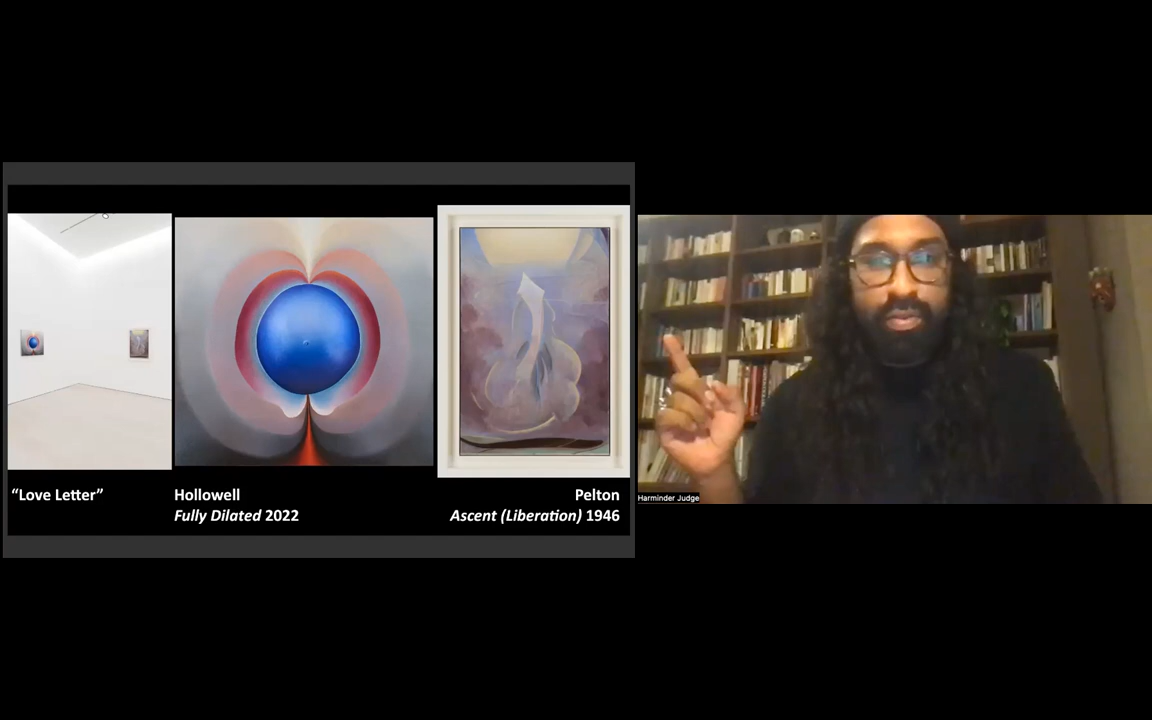 “Love Letter”
Hollowell
Fully Dilated 2022
Pelton
Ascent (Liberation) 1946
Harminder Judge